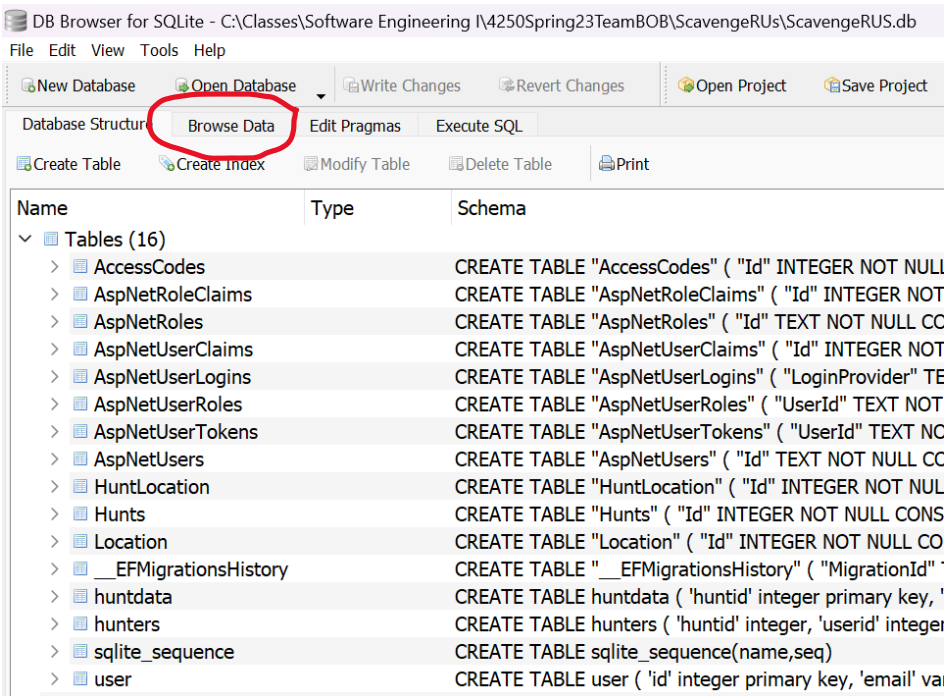 DB Browser for SQLite - C:\Classes\Software Engineering I\4250Spring23TeamBOB\ScavengeRUs\ScavengeRUS.db
File Edit View Tools Help
New Database Open Database Write Changes Revert Changes Open Project Save Project
Database Structure Browse Data Edit Pragmas Execute SQL
Create Table Create Index Modify Table Delete Table Print
Name Type Schema
Tables (16)
AccessCodes CREATE TABLE "AccessCodes" ( "Id" INTEGER NOT NULL
AspNetRoleClaims CREATE TABLE "AspNetRoleClaims" ( "Id" INTEGER NOT
AspNetRoles CREATE TABLE "AspNetRoles" ( "Id" TEXT NOT NULL CO
AspNetUserClaims CREATE TABLE "AspNetUserClaims" ( "Id" INTEGER NOT
AspNetUserLogins CREATE TABLE "AspNetUserLogins" ( "LoginProvider" TE
AspNetUserRoles CREATE TABLE "AspNetUserRoles" ( "UserId" TEXT NOT
AspNetUserTokens CREATE TABLE "AspNetUserTokens" ( "UserId" TEXT NO
AspNetUsers CREATE TABLE "AspNetUsers" ( "Id" TEXT NOT NULL CO
HuntLocation CREATE TABLE "HuntLocation" ( "Id" INTEGER NOT NUL
Hunts CREATE TABLE "Hunts" ( "Id" INTEGER NOT NULL CONS
Location CREATE TABLE "Location" ( "Id" INTEGER NOT NULL CO
__EFMigrationsHistory CREATE TABLE "__EFMigrationsHistory" ( "MigrationId" T
huntdata CREATE TABLE huntdata ( 'huntid' integer primary key, '
hunters CREATE TABLE hunters ( 'huntid' integer, 'userid' integer
sqlite_sequence CREATE TABLE sqlite_sequence(name,seq)
user CREATE TABLE user ( 'id' integer primary key, 'email' va